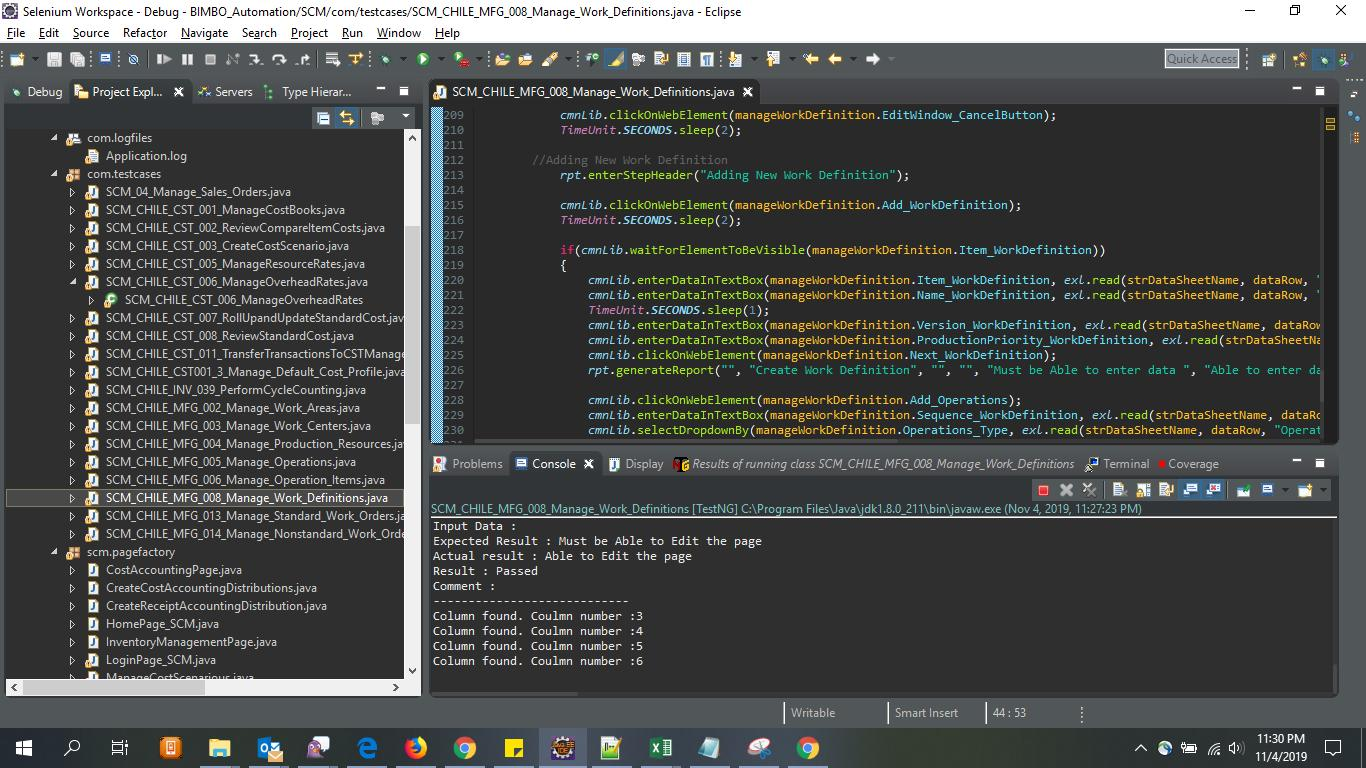 Selenium Workspace - Debug - BIMBO_Automation/SCM/com/testcases/SCM_CHILE_MFG_008_Manage_Work_Definitions.java - Eclipse
File Edit Source Refactor Navigate Search Project Run Window Help
Quick Access
Debug Project Expl... Servers Type Hierar...
com.logfiles
Application.log
com.testcases
SCM_04_Manage_Sales_Orders.java
SCM_CHILE_CST_001_ManageCostBooks.java
SCM_CHILE_CST_002_ReviewCompareItemCosts.java
SCM_CHILE_CST_003_CreateCostScenario.java
SCM_CHILE_CST_005_ManageResourceRates.java
SCM_CHILE_CST_006_ManageOverheadRates.java
SCM_CHILE_CST_006_ManageOverheadRates
SCM_CHILE_CST_007_RollUpandUpdateStandardCost.jav
SCM_CHILE_CST_008_ReviewStandardCost.java
SCM_CHILE_CST_011_TransferTransactionsToCSTManage
SCM_CHILE_CST001_3_Manage_Default_Cost_Profile.java
SCM_CHILE_INV_039_PerformCycleCounting.java
SCM_CHILE_MFG_002_Manage_Work_Areas.java
SCM_CHILE_MFG_003_Manage_Work_Centers.java
SCM_CHILE_MFG_004_Manage_Production_Resources.ja
SCM_CHILE_MFG_005_Manage_Operations.java
SCM_CHILE_MFG_006_Manage_Operation_Items.java
SCM_CHILE_MFG_008_Manage_Work_Definitions.java
SCM_CHILE_MFG_013_Manage_Standard_Work_Orders.ja
SCM_CHILE_MFG_014_Manage_Nonstandard_Work_Orde
scm.pagefactory
CostAccountingPage.java
CreateCostAccountingDistributions.java
CreateReceiptAccountingDistribution.java
HomePage_SCM.java
InventoryManagementPage.java
LoginPage_SCM.java
ManageCostScenarious.java
SCM_CHILE_MFG_008_Manage_Work_Definitions.java
209 cmnLib.clickOnWebElement(manageWorkDefinition.EditWindow_CancelButton);
210 TimeUnit.SECONDS.sleep(2);
211
212 //Adding New Work Definition
213 rpt.enterStepHeader("Adding New Work Definition");
214
215 cmnLib.clickOnWebElement(manageWorkDefinition.Add_WorkDefinition);
216 TimeUnit.SECONDS.sleep(2);
217
218 if(cmnLib.waitForElementToBeVisible(manageWorkDefinition.Item_WorkDefinition))
219 {
220 cmnLib.enterDataInTextBox(manageWorkDefinition.Item_WorkDefinition, exl.read(strDataSheetName, dataRow, "
221 cmnLib.enterDataInTextBox(manageWorkDefinition.Name_WorkDefinition, exl.read(strDataSheetName, dataRow, "
222 TimeUnit.SECONDS.sleep(1);
223 cmnLib.enterDataInTextBox(manageWorkDefinition.Version_WorkDefinition, exl.read(strDataSheetName, dataRow
224 cmnLib.enterDataInTextBox(manageWorkDefinition.ProductionPriority_WorkDefinition, exl.read(strDataSheetNa
225 cmnLib.clickOnWebElement(manageWorkDefinition.Next_WorkDefinition);
226 rpt.generateReport("", "Create Work Definition", "", "", "Must be Able to enter data ", "Able to enter da
227
228 cmnLib.clickOnWebElement(manageWorkDefinition.Add_Operations);
229 cmnLib.enterDataInTextBox(manageWorkDefinition.Sequence_WorkDefinition, exl.read(strDataSheetName, dataRo
230 cmnLib.selectDropdownBy(manageWorkDefinition.Operations_Type, exl.read(strDataSheetName, dataRow, "Operat
Problems Console Display Results of running class SCM_CHILE_MFG_008_Manage_Work_Definitions Terminal Coverage
SCM_CHILE_MFG_008_Manage_Work_Definitions [TestNG] C:\Program Files\Java\jdk1.8.0_211\bin\javaw.exe (Nov 4, 2019, 11:27:23 PM)
Input Data :
Expected Result : Must be Able to Edit the page
Actual result : Able to Edit the page
Result : Passed
Comment :
----------------------------
Column found. Coulmn number :3
Column found. Coulmn number :4
Column found. Coulmn number :5
Column found. Coulmn number :6
Writable Smart Insert 44 : 53
11:30 PM
11/4/2019